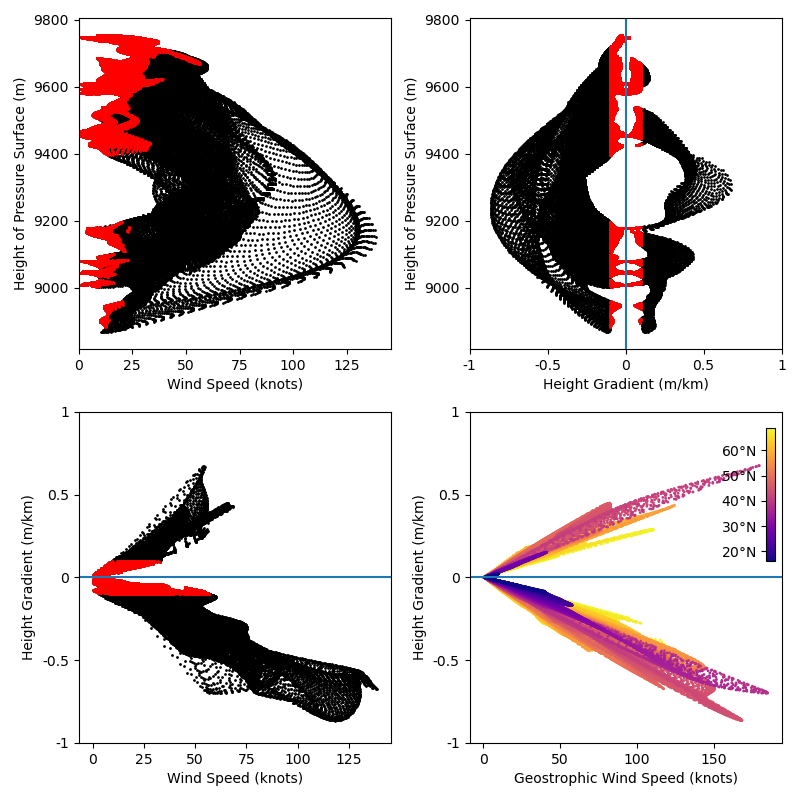 9800
9600
9400
9200
9000
Height of Pressure Surface (m)
0 25 50 75 100 125
Wind Speed (knots)
9800
9600
9400
9200
9000
Height of Pressure Surface (m)
-1 -0.5 0 0.5 1
Height Gradient (m/km)
1
0.5
0
-0.5
-1
Height Gradient (m/km)
0 25 50 75 100 125
Wind Speed (knots)
1
0.5
0
-0.5
-1
Height Gradient (m/km)
0 50 100 150
Geostrophic Wind Speed (knots)
60°N
50°N
40°N
30°N
20°N